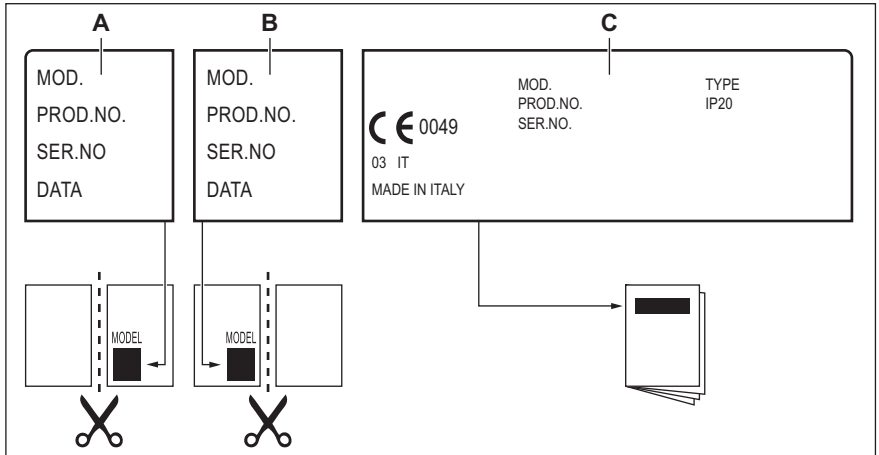 A
B
C
MOD.
PROD.NO.
SER.NO
DATA
MOD.
PROD.NO.
SER.NO
DATA
MOD.
PROD.NO.
SER.NO.
TYPE
IP20
CE 0049
03 IT
MADE IN ITALY
MODEL
MODEL